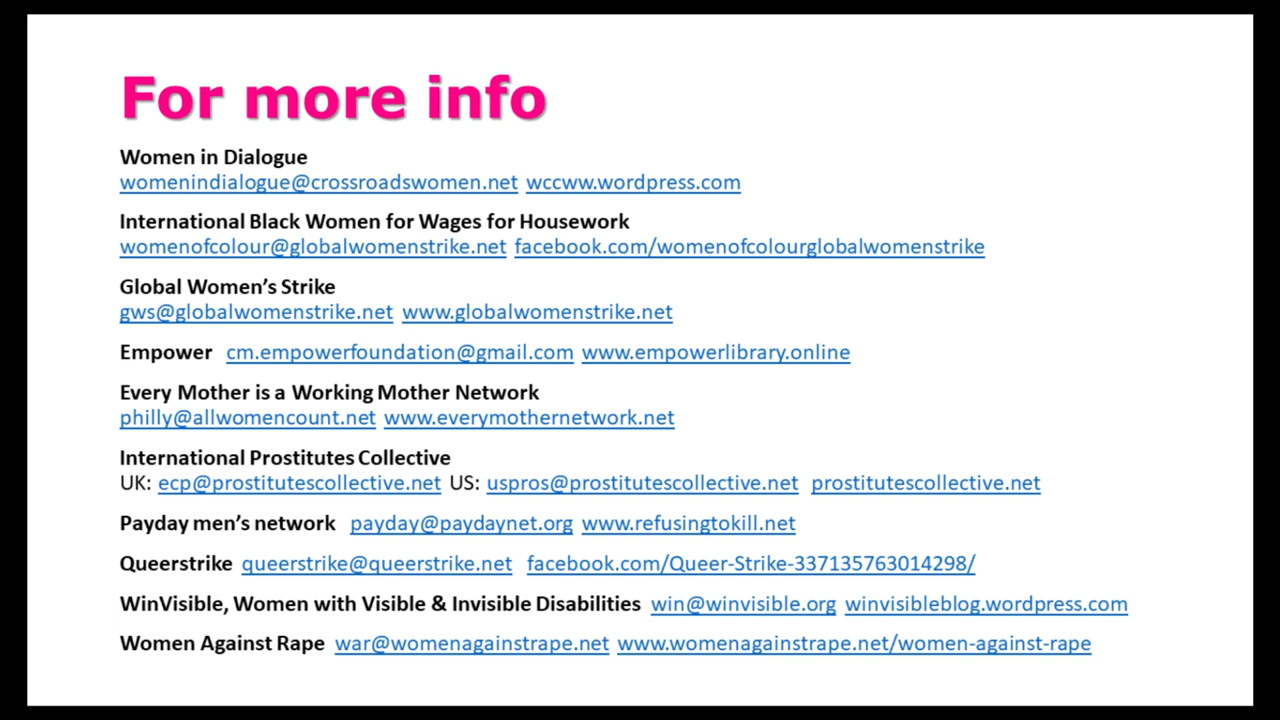 For more info
Women in Dialogue
womenindialogue@crossroadswomen.net wccww.wordpress.com
International Black Women for Wages for Housework
womenofcolour@globalwomenstrike.net facebook.com/womenofcolourglobalwomenstrike
Global Women's Strike
gws@globalwomenstrike.net www.globalwomenstrike.net
Empower cm.empowerfoundation@gmail.com www.empowerlibrary.online
Every Mother is a Working Mother Network
philly@allwomencount.net www.everymothernetwork.net
International Prostitutes Collective
UK: ecp@prostitutescollective.net US: uspros@prostitutescollective.net prostitutescollective.net
Payday men's network payday@paydaynet.org www.refusingtokill.net
Queerstrike queerstrike@queerstrike.net facebook.com/Queer-Strike-337135763014298/
WinVisible, Women with Visible & Invisible Disabilities win@winvisible.org winvisibleblog.wordpress.com
Women Against Rape war@womenagainstrape.net www.womenagainstrape.net/women-against-rape